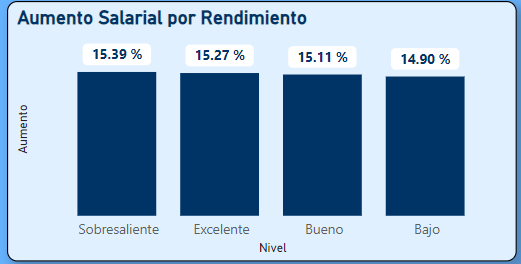 Aumento Salarial por Rendimiento
15.39 %
15.27 %
15.11 %
14.90 %
Aumento
Sobresaliente
Excelente
Bueno
Bajo
Nivel